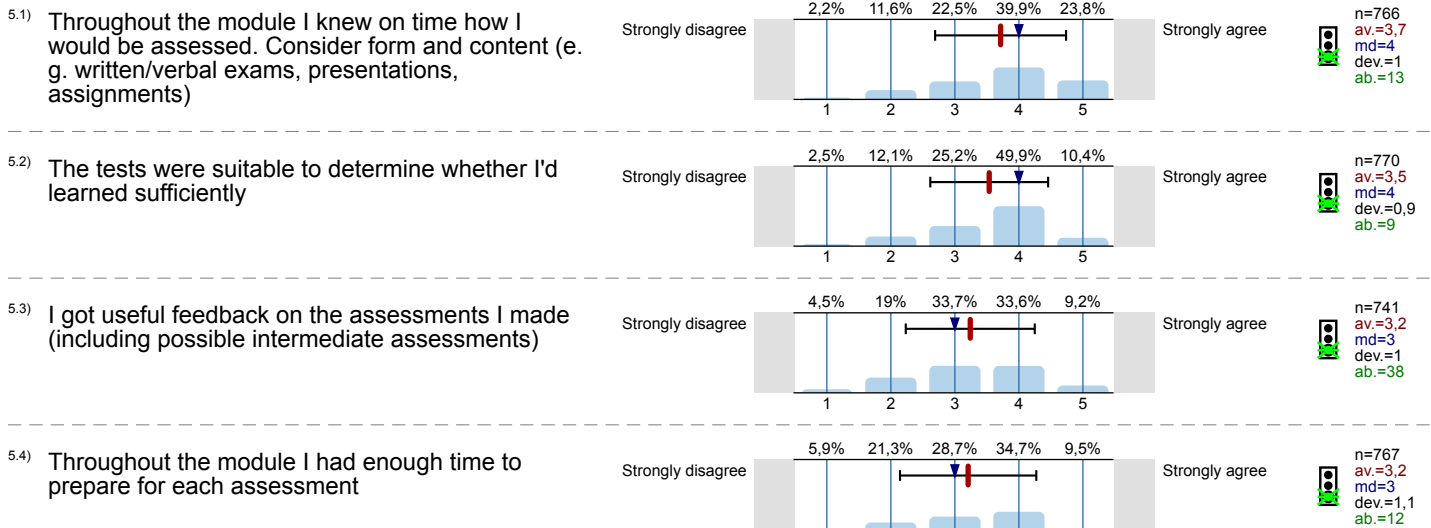 5.1) Throughout the module I knew on time how I
would be assessed. Consider form and content (e.
g. written/verbal exams, presentations,
assignments)
Strongly disagree
2,2% 11,6% 22,5% 39,9% 23,8%
1 2 3 4 5
Strongly agree
n=766
av.=3,7
md=4
dev.=1
ab.=13
5.2) The tests were suitable to determine whether I'd
learned sufficiently
Strongly disagree
2,5% 12,1% 25,2% 49,9% 10,4%
1 2 3 4 5
Strongly agree
n=770
av.=3,5
md=4
dev.=0,9
ab.=9
5.3) I got useful feedback on the assessments I made
(including possible intermediate assessments)
Strongly disagree
4,5% 19% 33,7% 33,6% 9,2%
1 2 3 4 5
Strongly agree
n=741
av.=3,2
md=3
dev.=1
ab.=38
5.4) Throughout the module I had enough time to
prepare for each assessment
Strongly disagree
5,9% 21,3% 28,7% 34,7% 9,5%
Strongly agree
n=767
av.=3,2
md=3
dev.=1,1
ab.=12